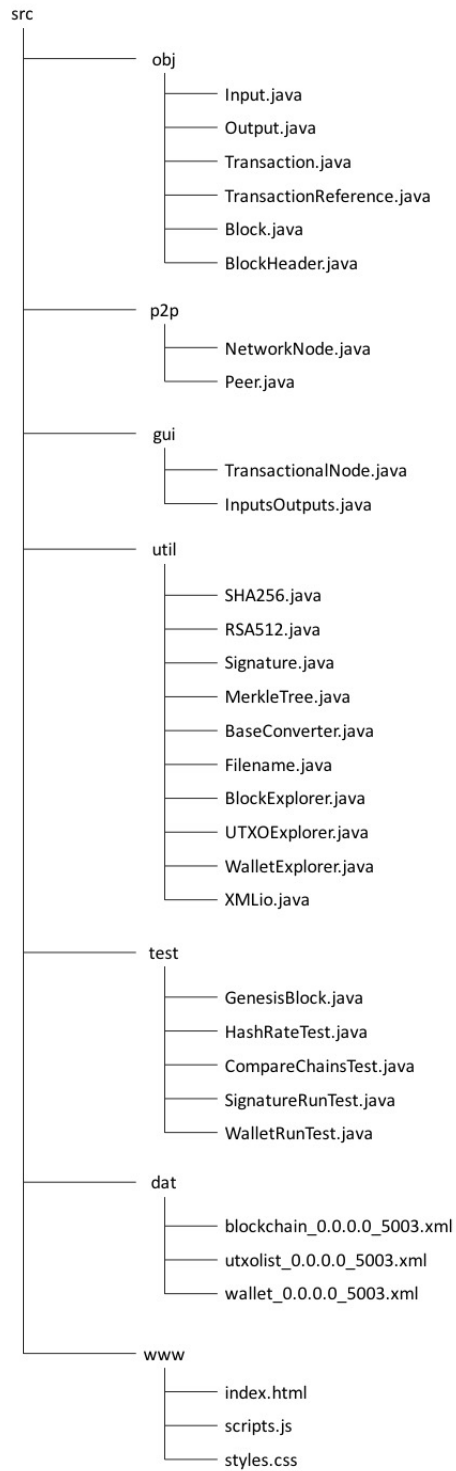 src
obj
Input.java
Output.java
Transaction.java
TransactionReference.java
Block.java
BlockHeader.java
p2p
NetworkNode.java
Peer.java
gui
TransactionalNode.java
InputsOutputs.java
util
SHA256.java
RSA512.java
Signature.java
MerkleTree.java
BaseConverter.java
Filename.java
BlockExplorer.java
UTXOExplorer.java
WalletExplorer.java
XMLio.java
test
GenesisBlock.java
HashRateTest.java
CompareChainsTest.java
SignatureRunTest.java
WalletRunTest.java
dat
blockchain_0.0.0.0_5003.xml
utxolist_0.0.0.0_5003.xml
wallet_0.0.0.0_5003.xml
www
index.html
scripts.js
styles.css